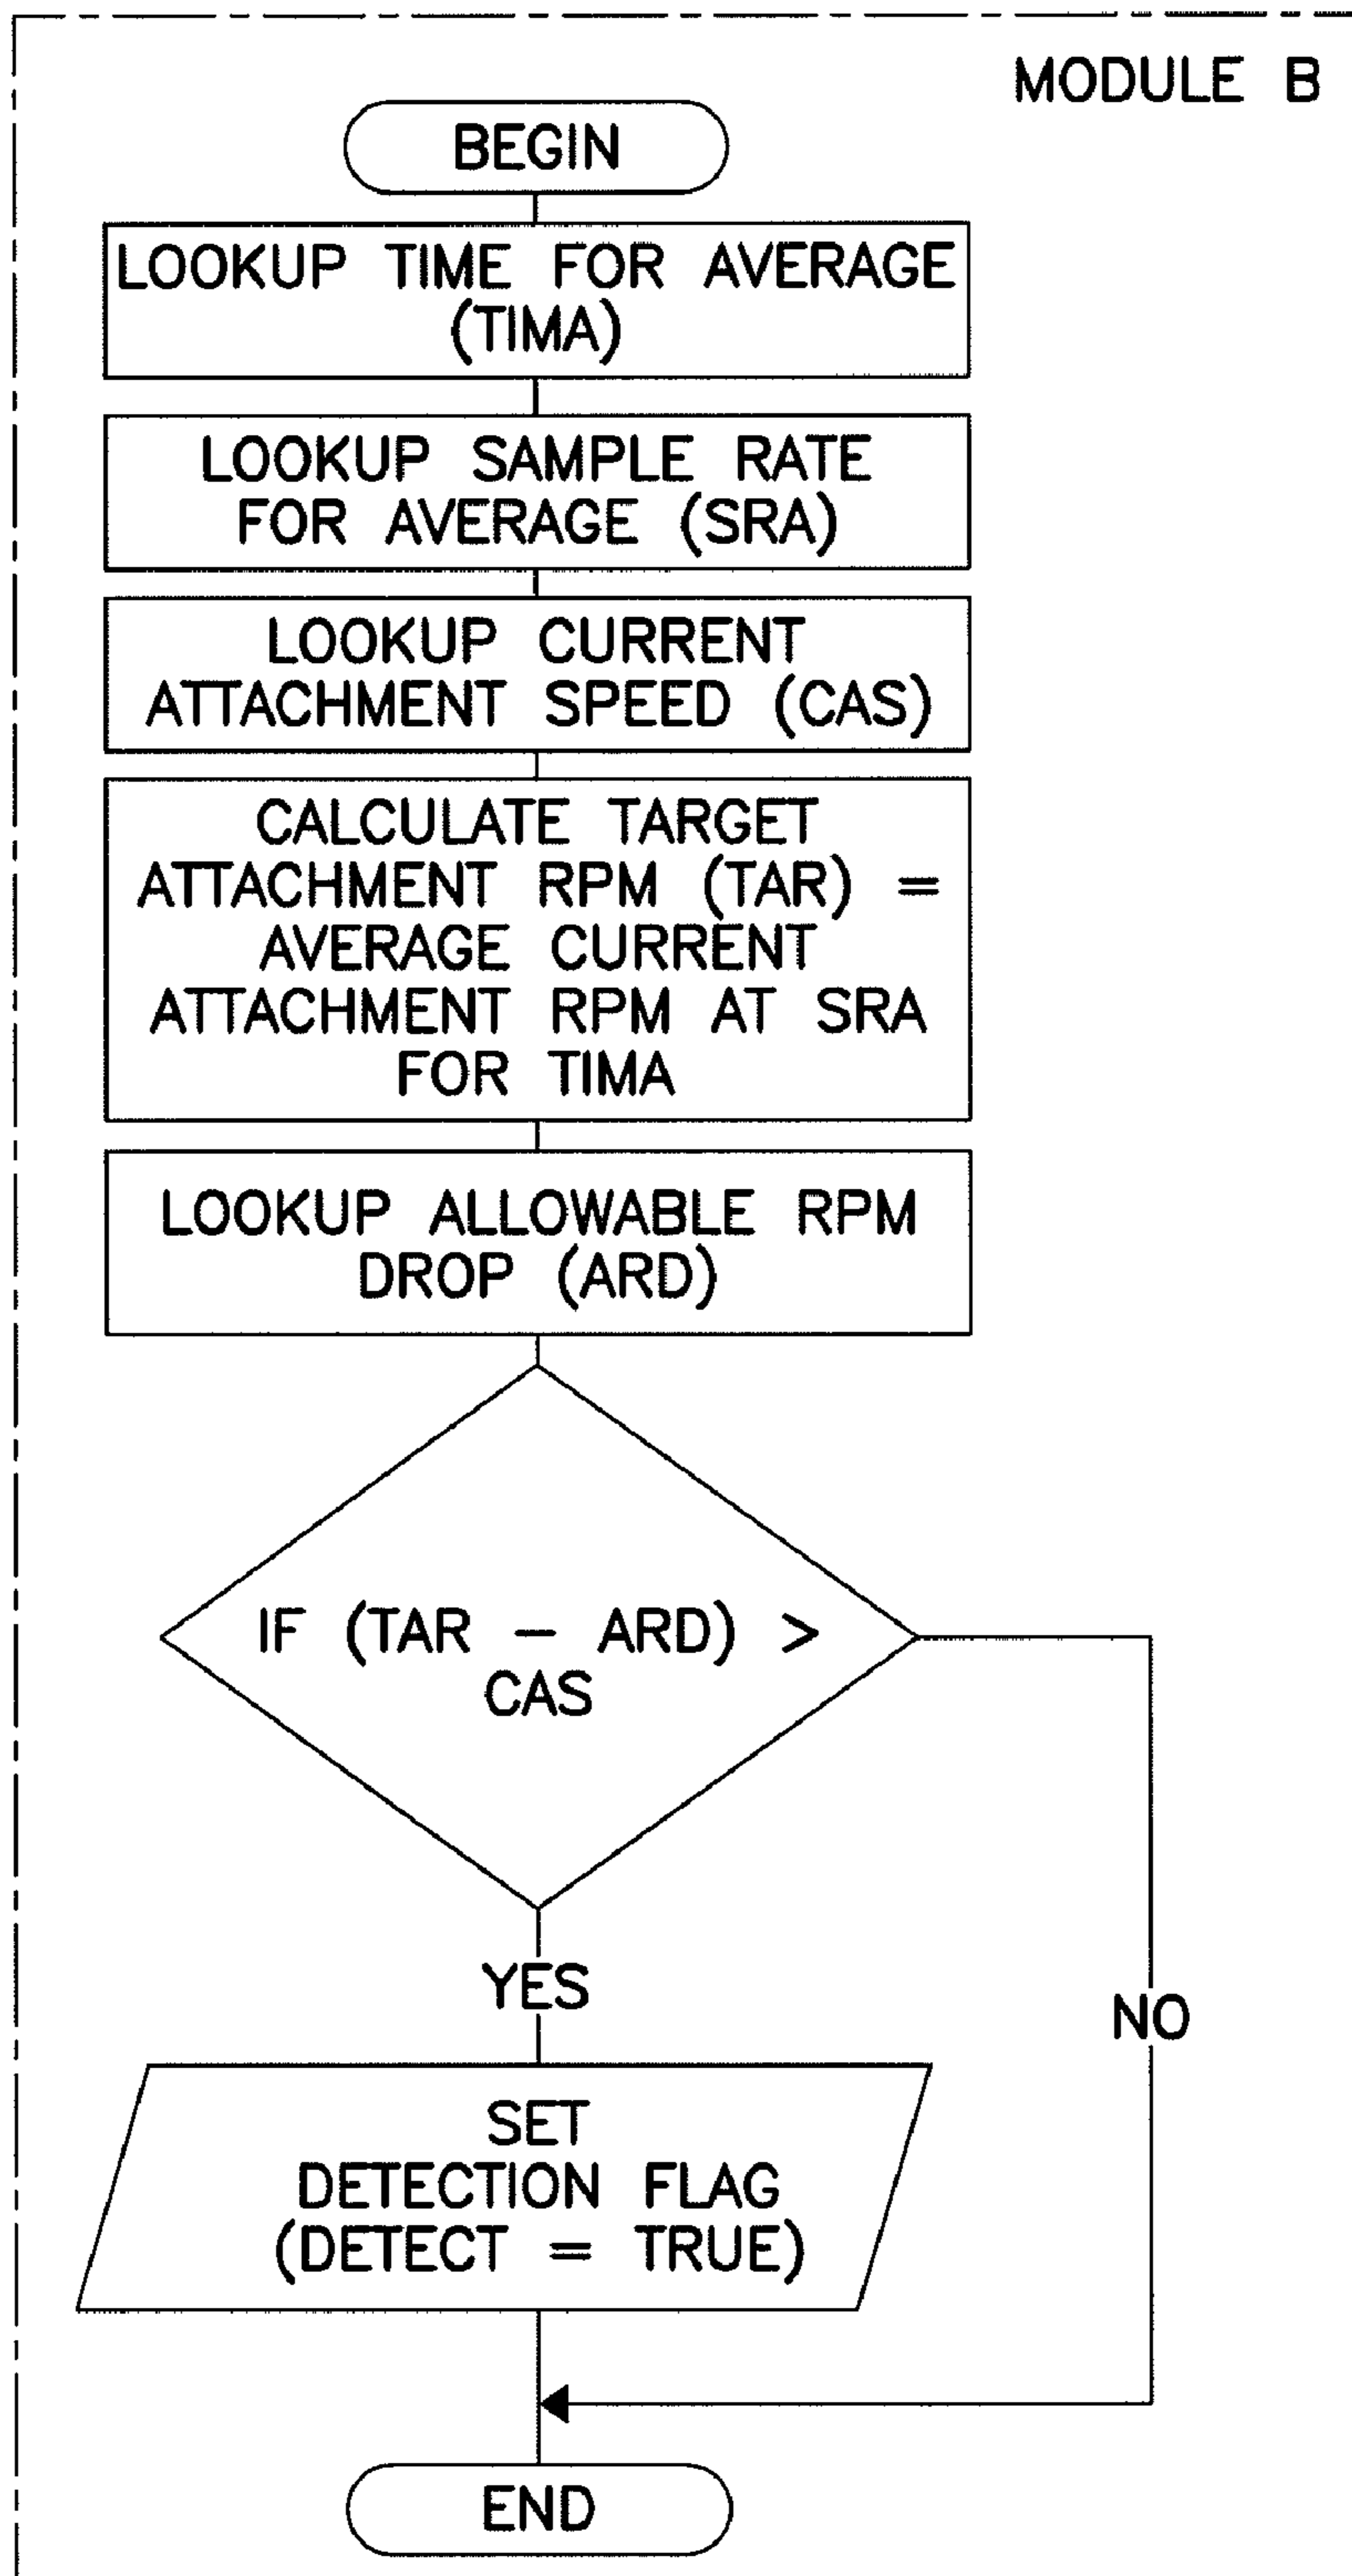 MODULE B
BEGIN
LOOKUP TIME FOR AVERAGE
(TIMA)
LOOKUP SAMPLE RATE
FOR AVERAGE (SRA)
LOOKUP CURRENT
ATTACHMENT SPEED (CAS)
CALCULATE TARGET
ATTACHMENT RPM (TAR) =
AVERAGE CURRENT
ATTACHMENT RPM AT SRA
FOR TIMA
LOOKUP ALLOWABLE RPM
DROP (ARD)
IF (TAR - ARD) >
CAS
YES
NO
SET
DETECTION FLAG
(DETECT = TRUE)
END